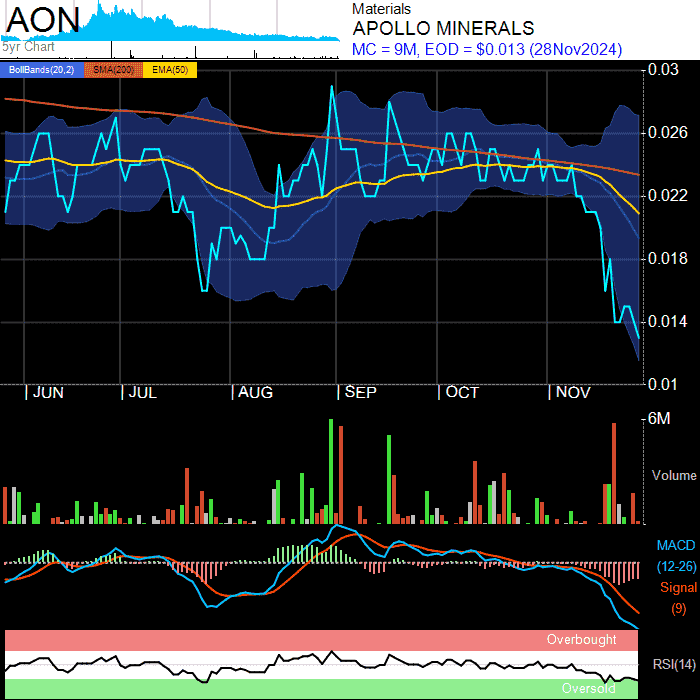 AON
5yr Chart
Materials
APOLLO MINERALS
MC = 9M, EOD = $0.013 (28Nov2024)
BollBands(20,2) SMA(200) EMA(50)
0.03
0.026
0.022
0.018
0.014
0.01
JUN JUL AUG SEP OCT NOV
6M
Volume
MACD
(12-26)
Signal
(9)
Overbought
RSI(14)
Oversold